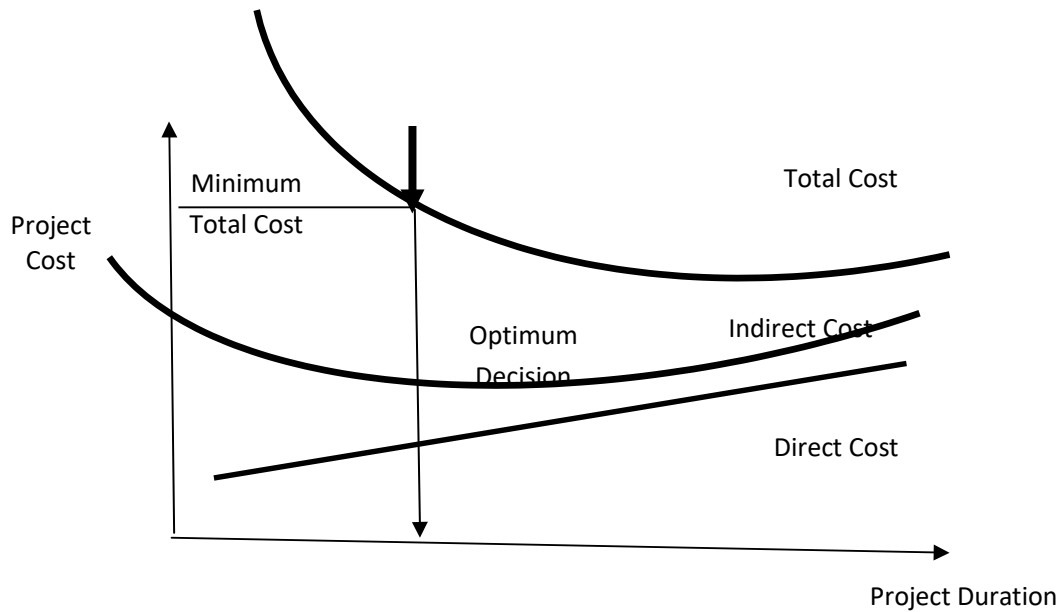 Minimum
Total Cost
Total Cost
Project
Cost
Optimum
Decision
Indirect Cost
Direct Cost
Project Duration